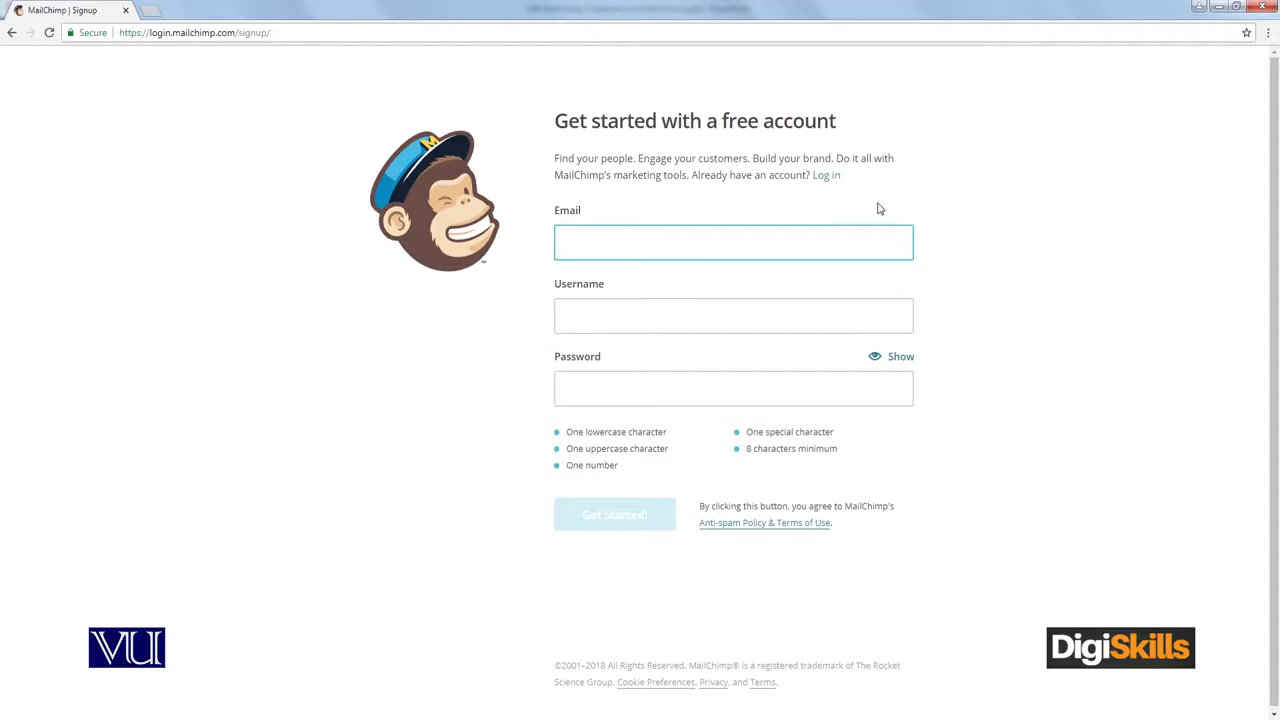 MailChimp | Signup
Secure
https://login.mailchimp.com/signup/
M
Get started with a free account
Find your people. Engage your customers. Build your brand. Do it all with
MailChimp's marketing tools. Already have an account? Log in
Email
Username
Password
Show
One lowercase character
One special character
One uppercase character
8 characters minimum
One number
Get Started!
By clicking this button, you agree to MailChimp's
Anti-spam Policy & Terms of Use.
VU
DigiSkills
©2001–2018 All Rights Reserved. MailChimp® is a registered trademark of The Rocket
Science Group. Cookie Preferences, Privacy, and Terms.